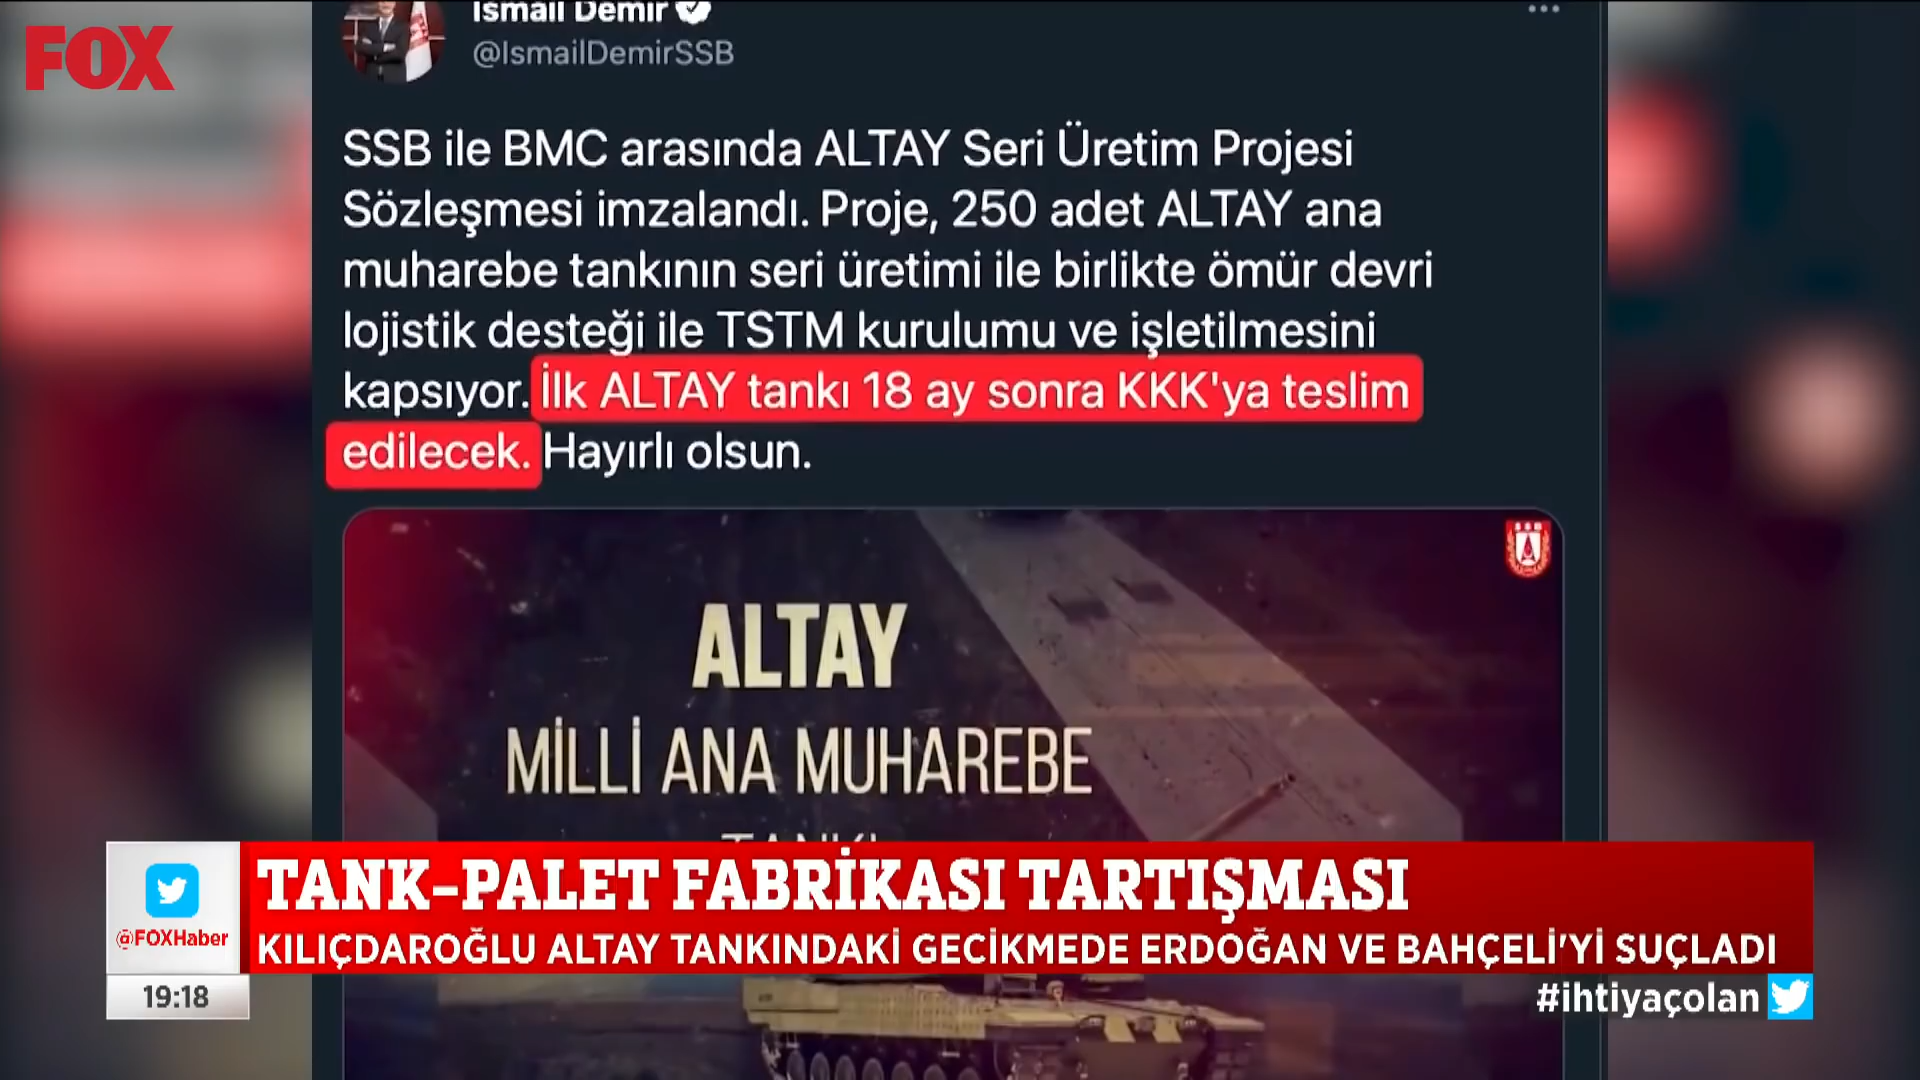 FOX
İsmail Demir
@IsmailDemirSSB
SSB ile BMC arasında ALTAY Seri Üretim Projesi
Sözleşmesi imzalandı. Proje, 250 adet ALTAY ana
muharebe tankının seri üretimi ile birlikte ömür devri
lojistik desteği ile TSTM kurulumu ve işletilmesini
kapsıyor. İlk ALTAY tankı 18 ay sonra KKK'ya teslim
edilecek. Hayırlı olsun.
SSB
ALTAY
MİLLİ ANA MUHAREBE
TANK-PALET FABRİKASI TARTIŞMASI
@FOXHaber
KILIÇDAROĞLU ALTAY TANKINDAKİ GECİKMEDE ERDOĞAN VE BAHÇELİ'Yİ SUÇLADI
19:18
#ihtiyaçolan